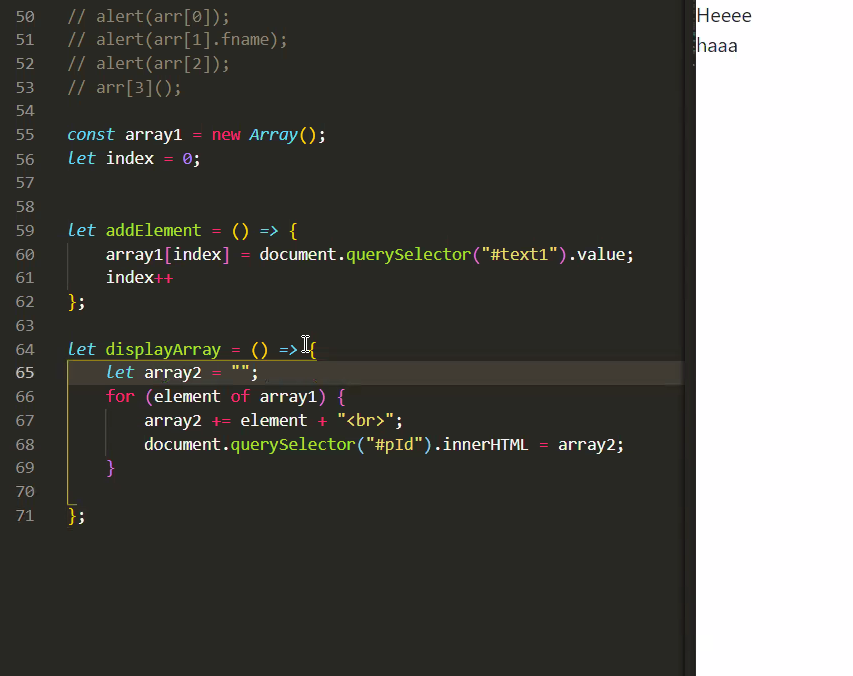 50 // alert(arr[0]);
51 // alert(arr[1].fname);
52 // alert(arr[2]);
53 // arr[3]();
54
55 const array1 = new Array();
56 let index = 0;
57
58
59 let addElement = () => {
60 array1[index] = document.querySelector("#text1").value;
61 index++
62 };
63
64 let displayArray = () => {
65 let array2 = "";
66 for (element of array1) {
67 array2 += element + "<br>";
68 document.querySelector("#pId").innerHTML = array2;
69 }
70
71 };
Heeee
haaa